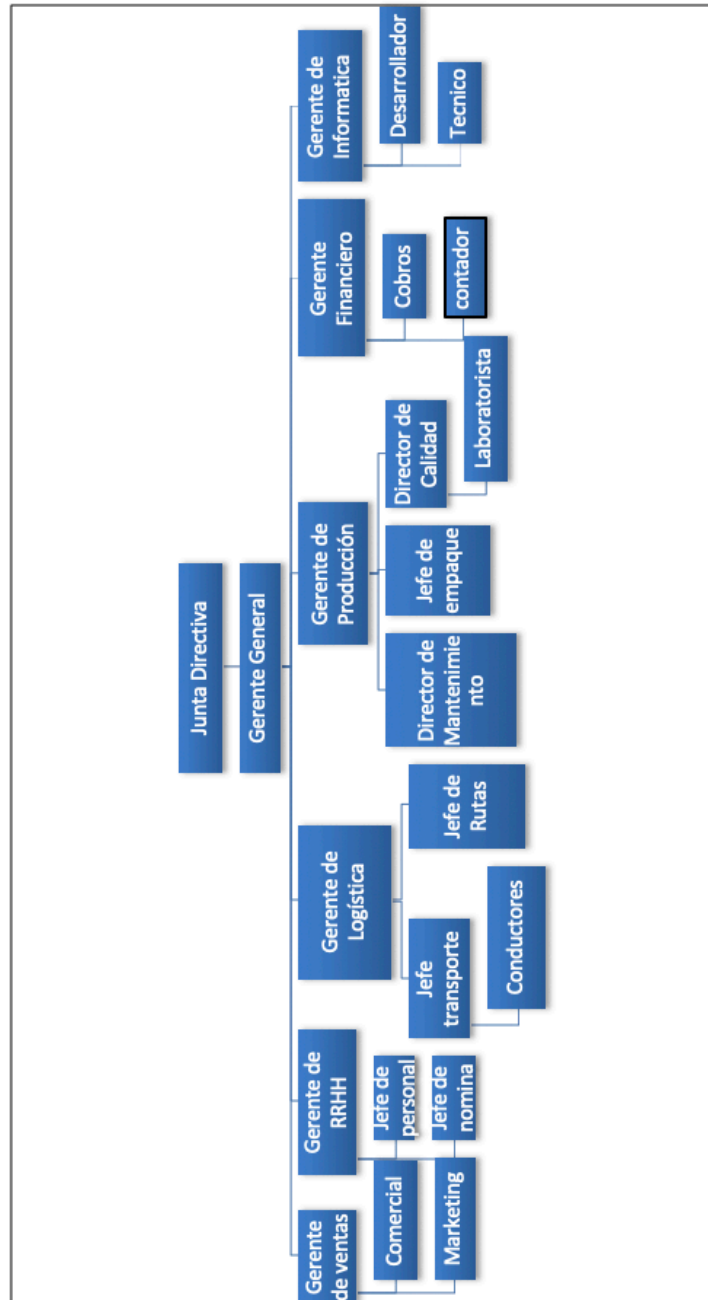 Junta Directiva
Gerente General
Gerente
de ventas
Comercial
Marketing
Gerente de
RRHH
Jefe de
personal
Jefe de
nomina
Gerente de
Logística
Jefe
transporte
Conductores
Jefe de
Rutas
Gerente de
Producción
Director de
Mantenimie
nto
Jefe de
empaque
Director de
Calidad
Laboratorista
Gerente
Financiero
Cobros
contador
Gerente de
Informatica
Desarrollador
Tecnico